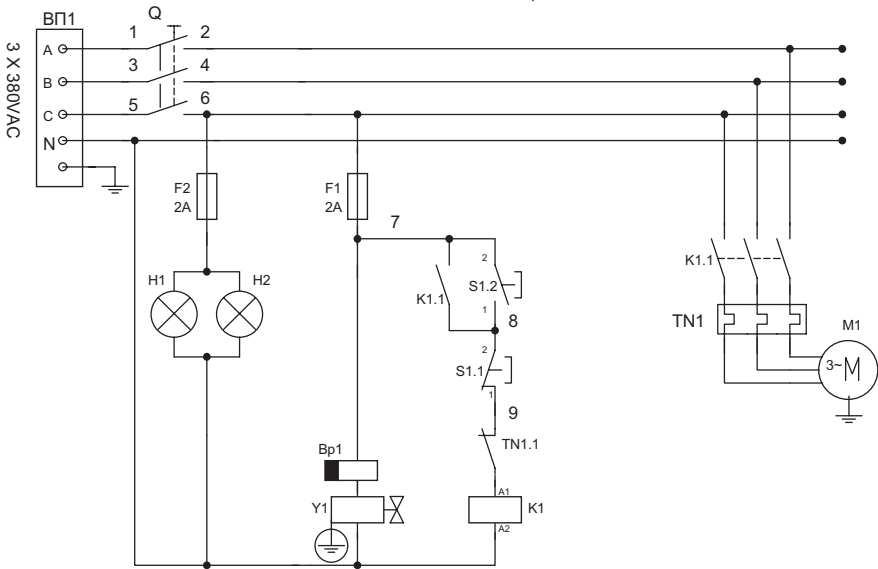 ВП1
Q
3 X 380VAC
A
1
2
B
3
4
C
5
6
N
F2
2A
F1
2A
7
H1
H2
K1.1
2
S1.2
1
8
2
S1.1
1
9
TN1.1
Bp1
Y1
A1
K1
A2
K1.1
TN1
M1
3~M